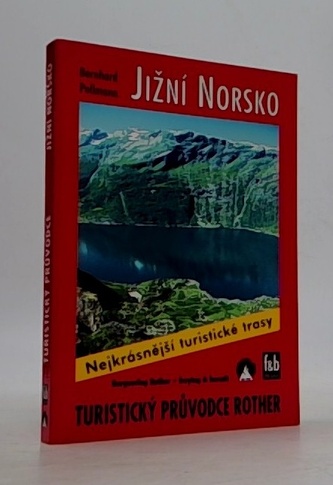 Bernhard
Pollmann
JIŽNÍ NORSKO
Nejkrásnější turistické trasy
f&b
TURISTICKÝ PRŮVODCE ROTHER
JIŽNÍ NORSKO
TURISTICKÝ PRŮVODCE